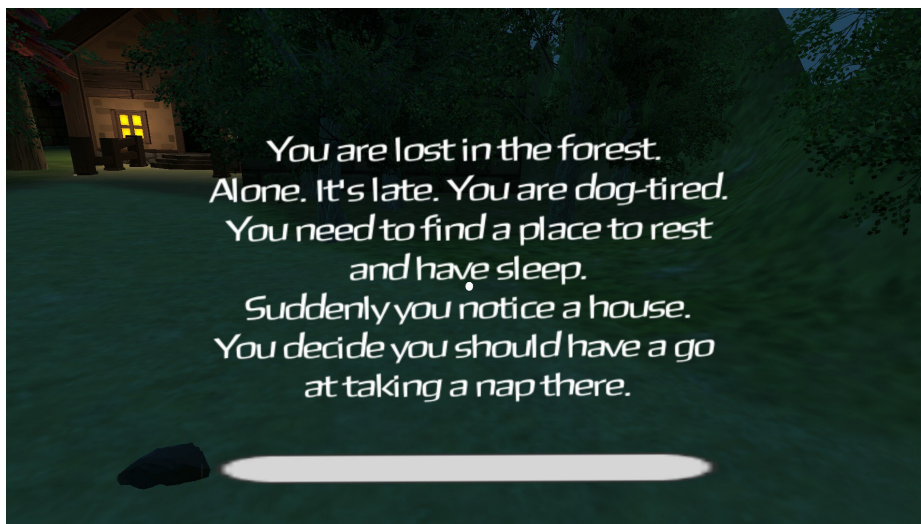 You are lost in the forest.
Alone. It's late. You are dog-tired.
You need to find a place to rest
and have sleep.
Suddenly you notice a house.
You decide you should have a go
at taking a nap there.